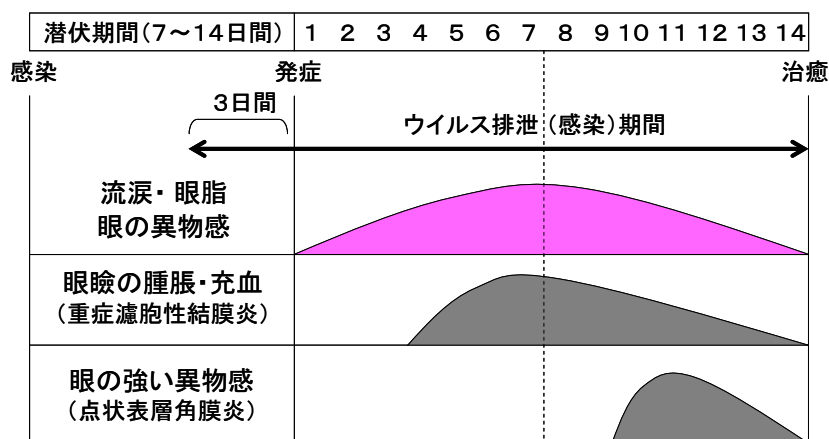 潜伏期間(7～14日間) 1 2 3 4 5 6 7 8 9 10 11 12 13 14
感染 発症 治癒
3日間
ウイルス排泄(感染)期間
流涙・眼脂
眼の異物感
眼瞼の腫脹・充血
(重症濾胞性結膜炎)
眼の強い異物感
(点状表層角膜炎)